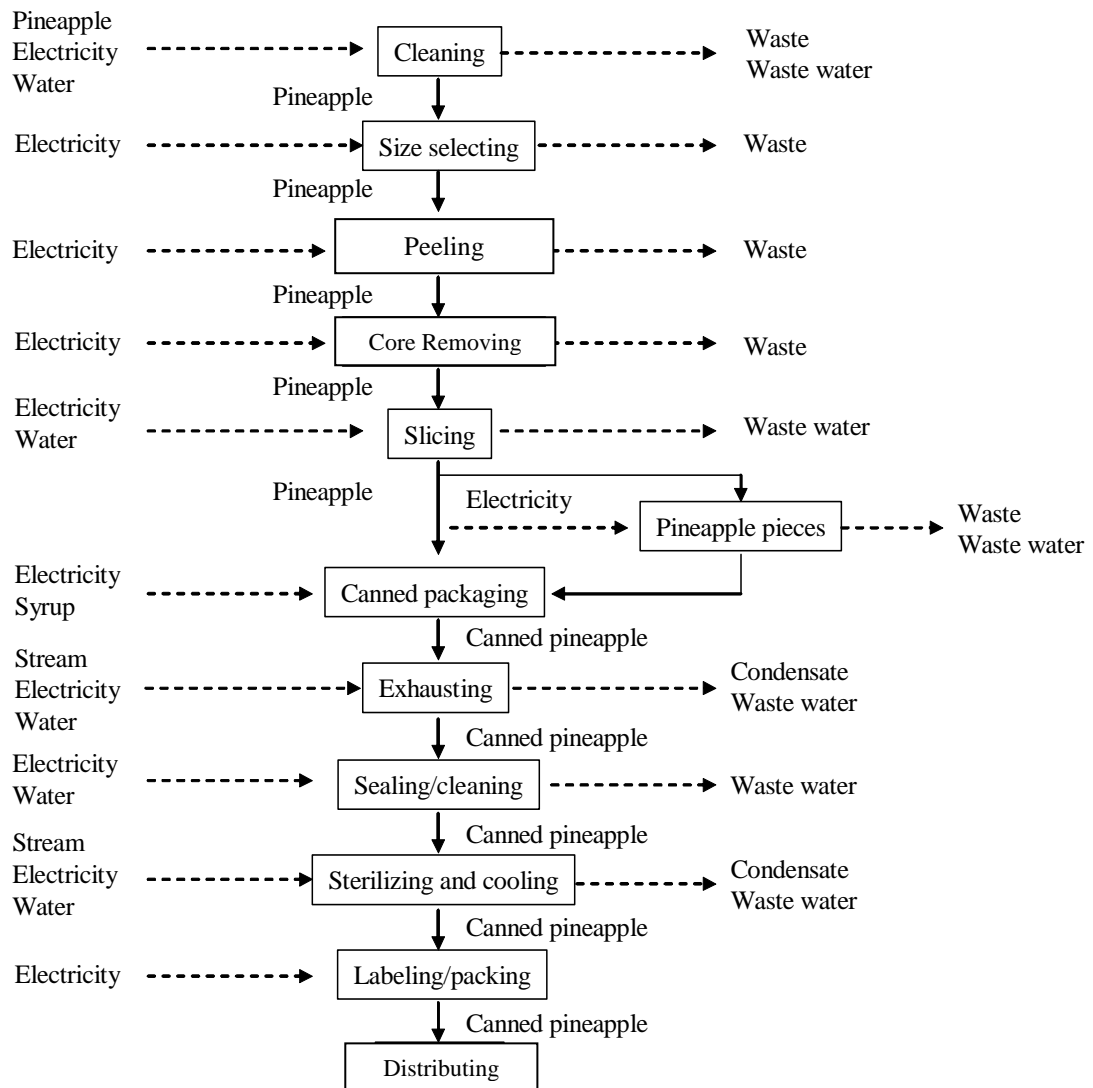 Pineapple
Electricity
Water
Cleaning
Waste
Waste water
Pineapple
Electricity
Size selecting
Waste
Pineapple
Electricity
Peeling
Waste
Pineapple
Electricity
Core Removing
Waste
Pineapple
Electricity
Water
Slicing
Waste water
Pineapple
Electricity
Pineapple pieces
Waste
Waste water
Electricity
Syrup
Canned packaging
Canned pineapple
Stream
Electricity
Water
Exhausting
Condensate
Waste water
Canned pineapple
Electricity
Water
Sealing/cleaning
Waste water
Canned pineapple
Stream
Electricity
Water
Sterilizing and cooling
Condensate
Waste water
Canned pineapple
Electricity
Labeling/packing
Canned pineapple
Distributing